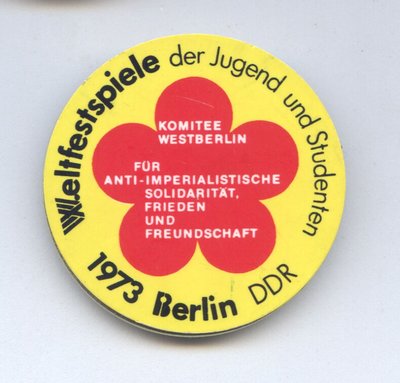 Weltfestspiele der Jugend und Studenten
1973 Berlin DDR
KOMITEE
WESTBERLIN
FÜR
ANTI-IMPERIALISTISCHE
SOLIDARITÄT,
FRIEDEN
UND
FREUNDSCHAFT